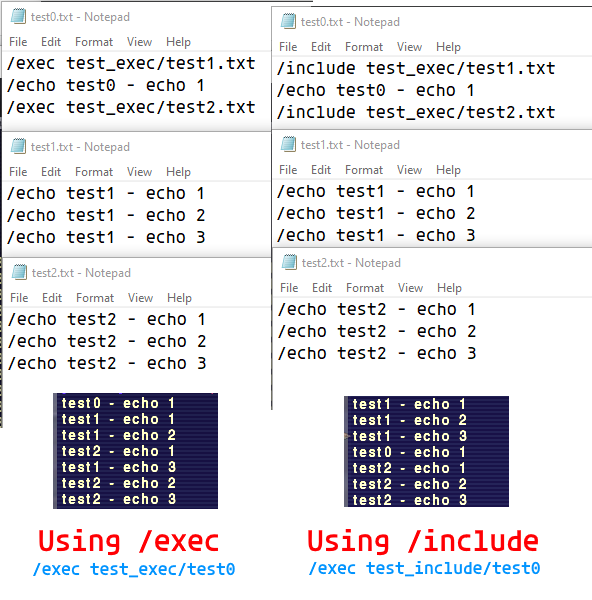 test0.txt - Notepad
File Edit Format View Help
/exec test_exec/test1.txt
/echo test0 - echo 1
/exec test_exec/test2.txt
test1.txt - Notepad
File Edit Format View Help
/echo test1 - echo 1
/echo test1 - echo 2
/echo test1 - echo 3
test2.txt - Notepad
File Edit Format View Help
/echo test2 - echo 1
/echo test2 - echo 2
/echo test2 - echo 3
test0 - echo 1
test1 - echo 1
test1 - echo 2
test2 - echo 1
test1 - echo 3
test2 - echo 2
test2 - echo 3
Using /exec
/exec test_exec/test0
test0.txt - Notepad
File Edit Format View Help
/include test_exec/test1.txt
/echo test0 - echo 1
/include test_exec/test2.txt
test1.txt - Notepad
File Edit Format View Help
/echo test1 - echo 1
/echo test1 - echo 2
/echo test1 - echo 3
test2.txt - Notepad
File Edit Format View Help
/echo test2 - echo 1
/echo test2 - echo 2
/echo test2 - echo 3
test1 - echo 1
test1 - echo 2
test1 - echo 3
test0 - echo 1
test2 - echo 1
test2 - echo 2
test2 - echo 3
Using /include
/exec test_include/test0